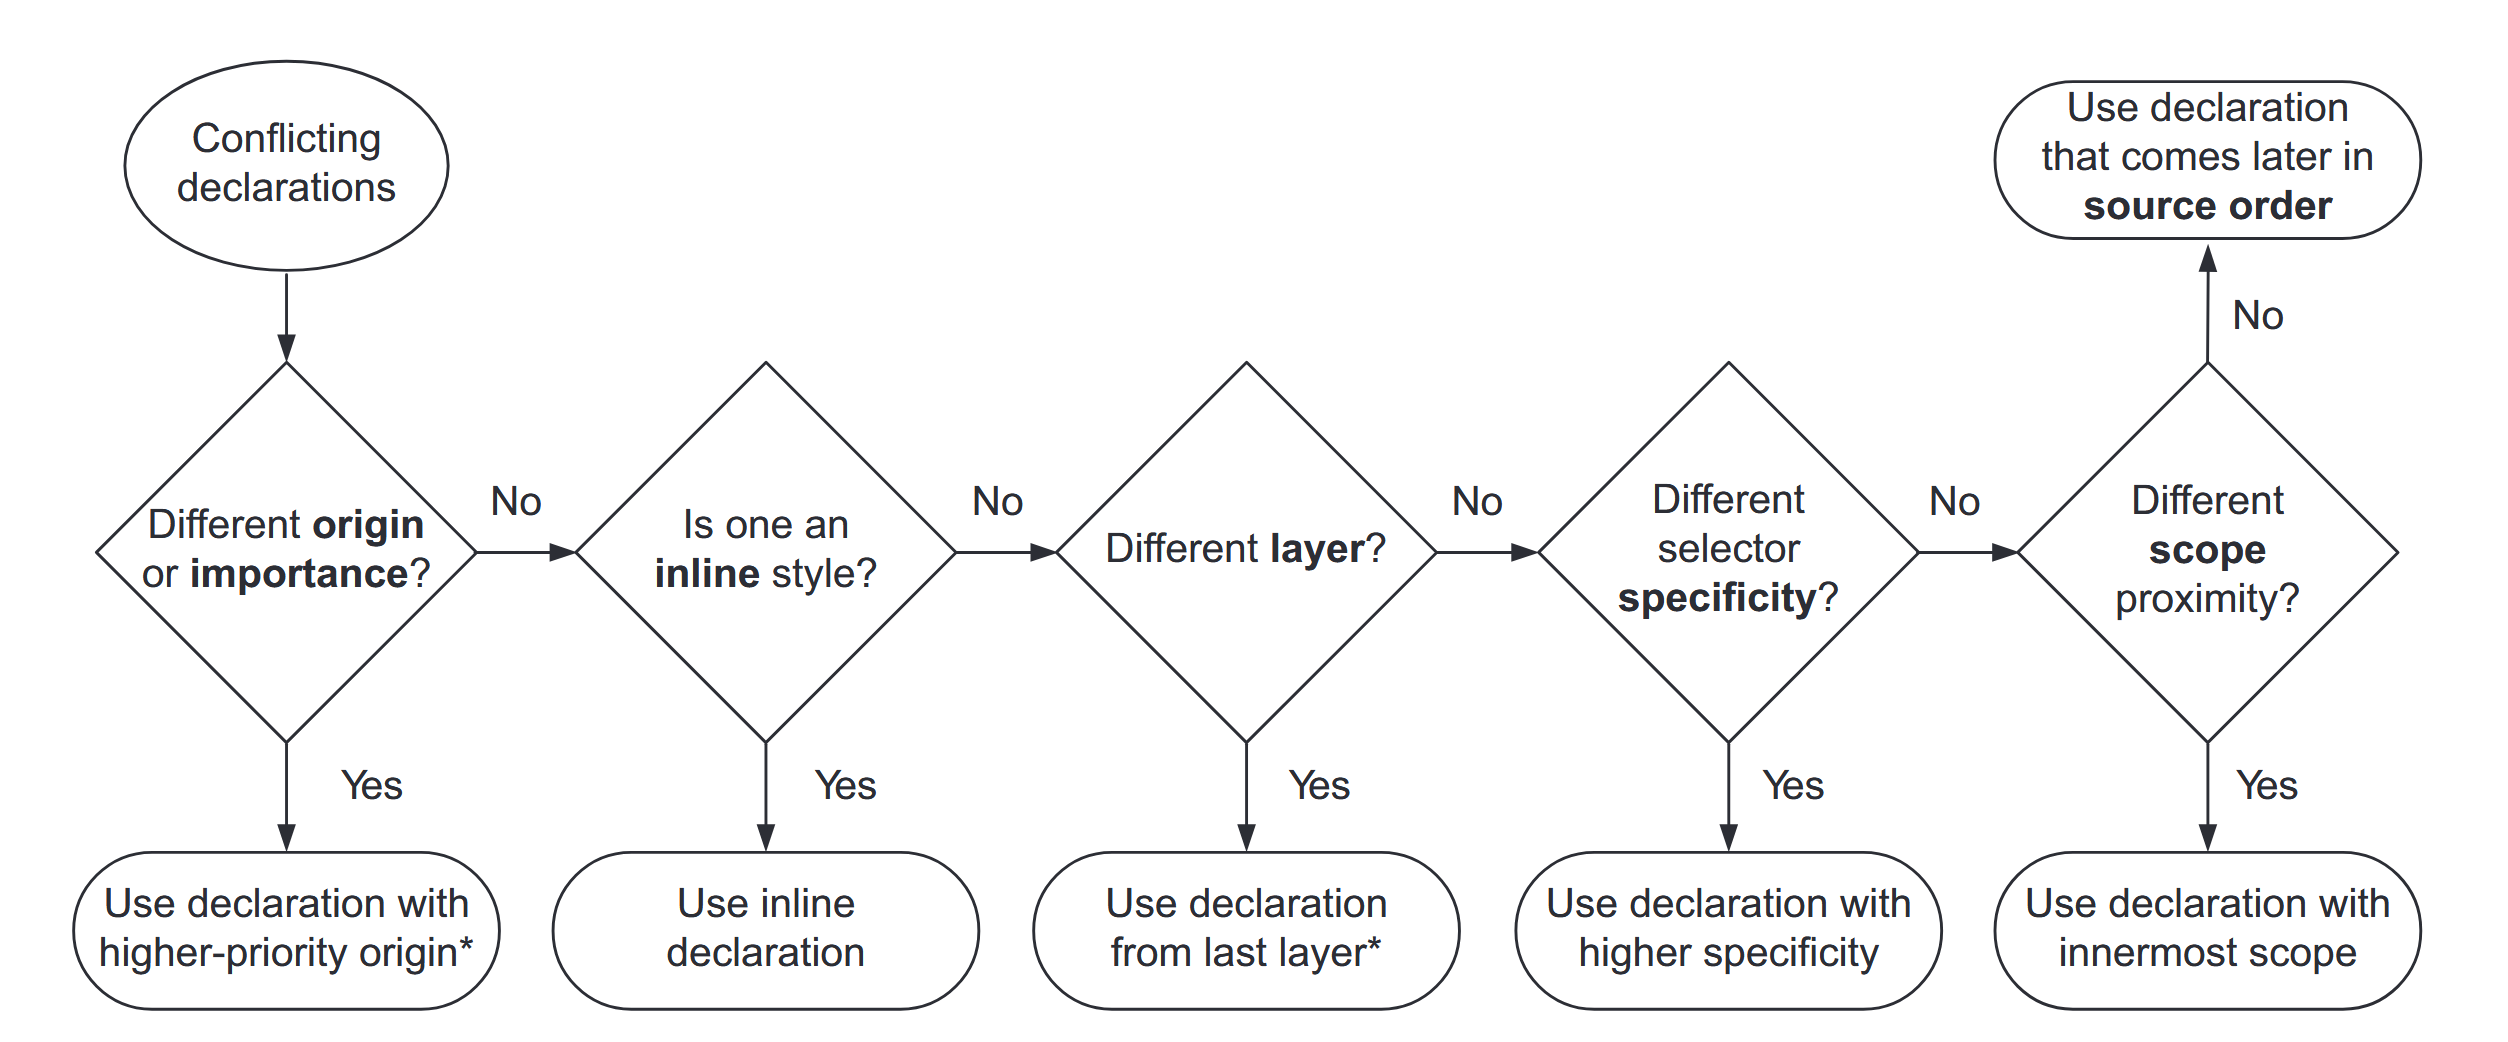 Conflicting
declarations
Different origin
or importance?
No
Yes
Use declaration with
higher-priority origin*
Is one an
inline style?
No
Yes
Use inline
declaration
Different layer?
No
Yes
Use declaration
from last layer*
Different
selector
specificity?
No
Yes
Use declaration with
higher specificity
Different
scope
proximity?
Yes
Use declaration with
innermost scope
No
Use declaration
that comes later in
source order